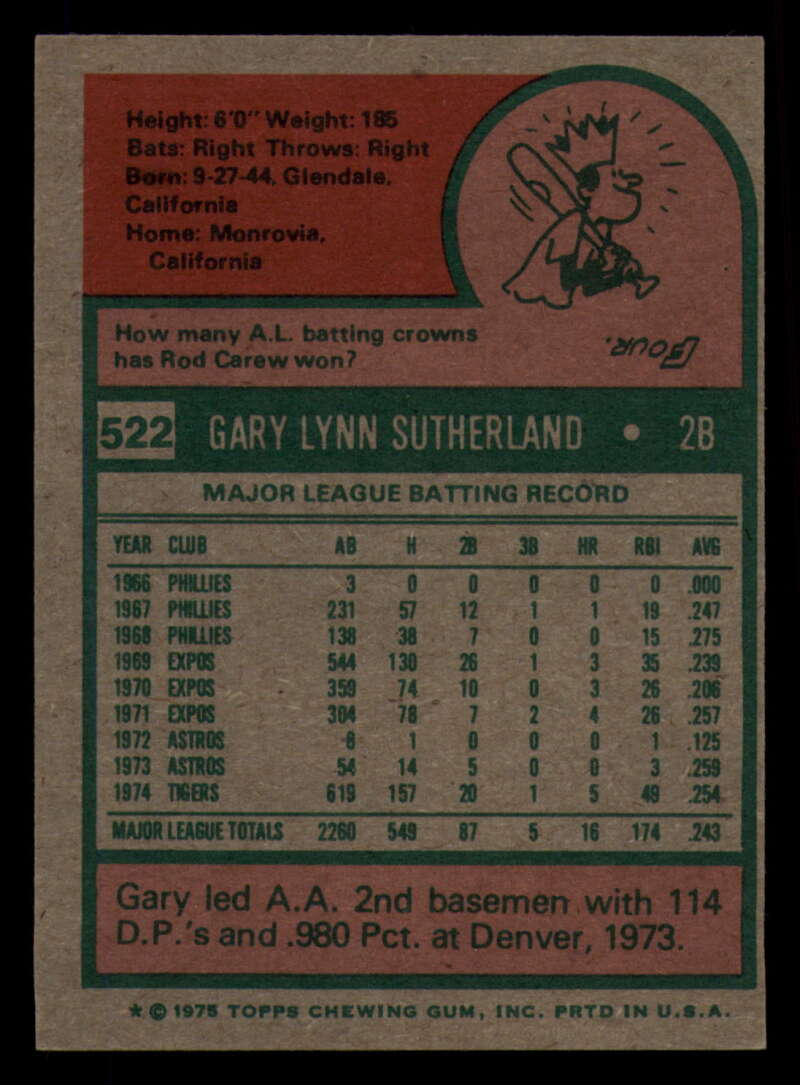 Height: 6'0" Weight: 185
Bats: Right Throws: Right
Born: 9-27-44, Glendale,
California
Home: Monrovia,
California
How many A.L. batting crowns
has Rod Carew won?
FOUR.
522 GARY LYNN SUTHERLAND • 2B
MAJOR LEAGUE BATTING RECORD
YEAR CLUB AB H 2B 3B HR RBI AVG
1966 PHILLIES 3 0 0 0 0 0 .000
1967 PHILLIES 231 57 12 1 1 19 .247
1968 PHILLIES 138 38 7 0 0 15 .275
1969 EXPOS 544 130 26 1 3 35 .239
1970 EXPOS 359 74 10 0 3 26 .206
1971 EXPOS 304 78 7 2 4 26 .257
1972 ASTROS 8 1 0 0 0 1 .125
1973 ASTROS 54 14 5 0 0 3 .259
1974 TIGERS 619 157 20 1 5 49 .254
MAJOR LEAGUE TOTALS 2260 549 87 5 16 174 .243
Gary led A.A. 2nd basemen with 114
D.P.'s and .980 Pct. at Denver, 1973.
* © 1975 TOPPS CHEWING GUM, INC. PRTD IN U.S.A.